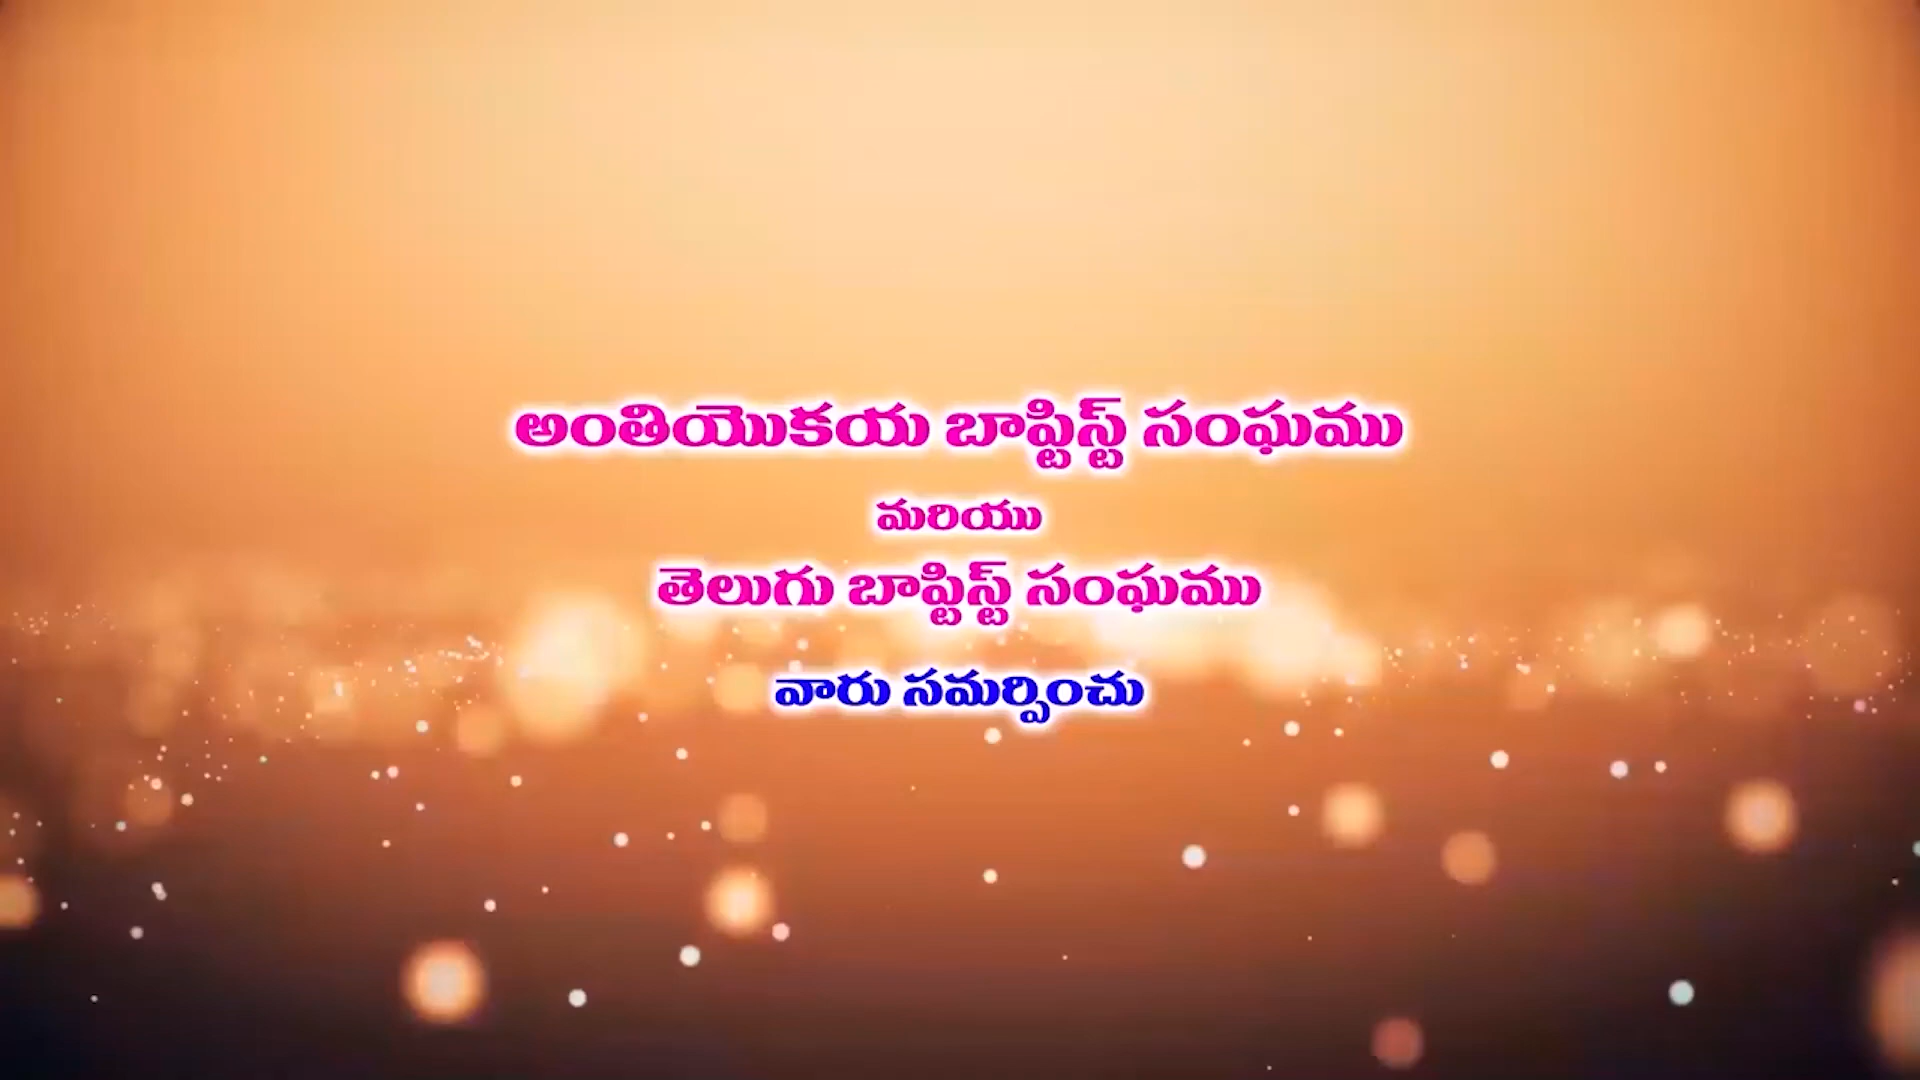 అంతియొకయ బాప్టిస్ట్ సంఘము
మరియు
తెలుగు బాప్టిస్ట్ సంఘము
వారు సమర్పించు